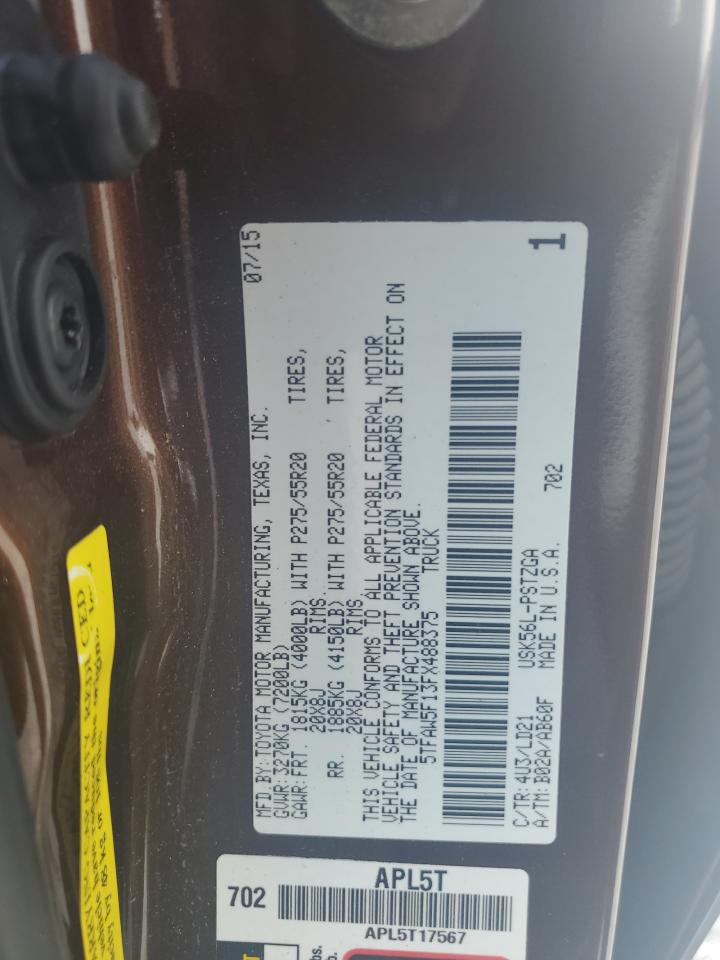 MFD.BY:TOYOTA MOTOR MANUFACTURING, TEXAS, INC. 07/15
GVWR:3270KG(7200LB)
GAWR:FRT. 1815KG (4000LB) WITH P275/55R20 TIRES,
20X8J RIMS.
RR. 1885KG (4150LB) WITH P275/55R20 TIRES,
20X8J RIMS.
THIS VEHICLE CONFORMS TO ALL APPLICABLE FEDERAL MOTOR
VEHICLE SAFETY AND THEFT PREVENTION STANDARDS IN EFFECT ON
THE DATE OF MANUFACTURE SHOWN ABOVE.
5TFAW5F13FX488375 TRUCK
C/TR:4U3/LD21 USK56L-PSTZGA 702
A/TM:B02A/AB60F MADE IN U.S.A.
1
APL5T
702
APL5T17567
REDUCED